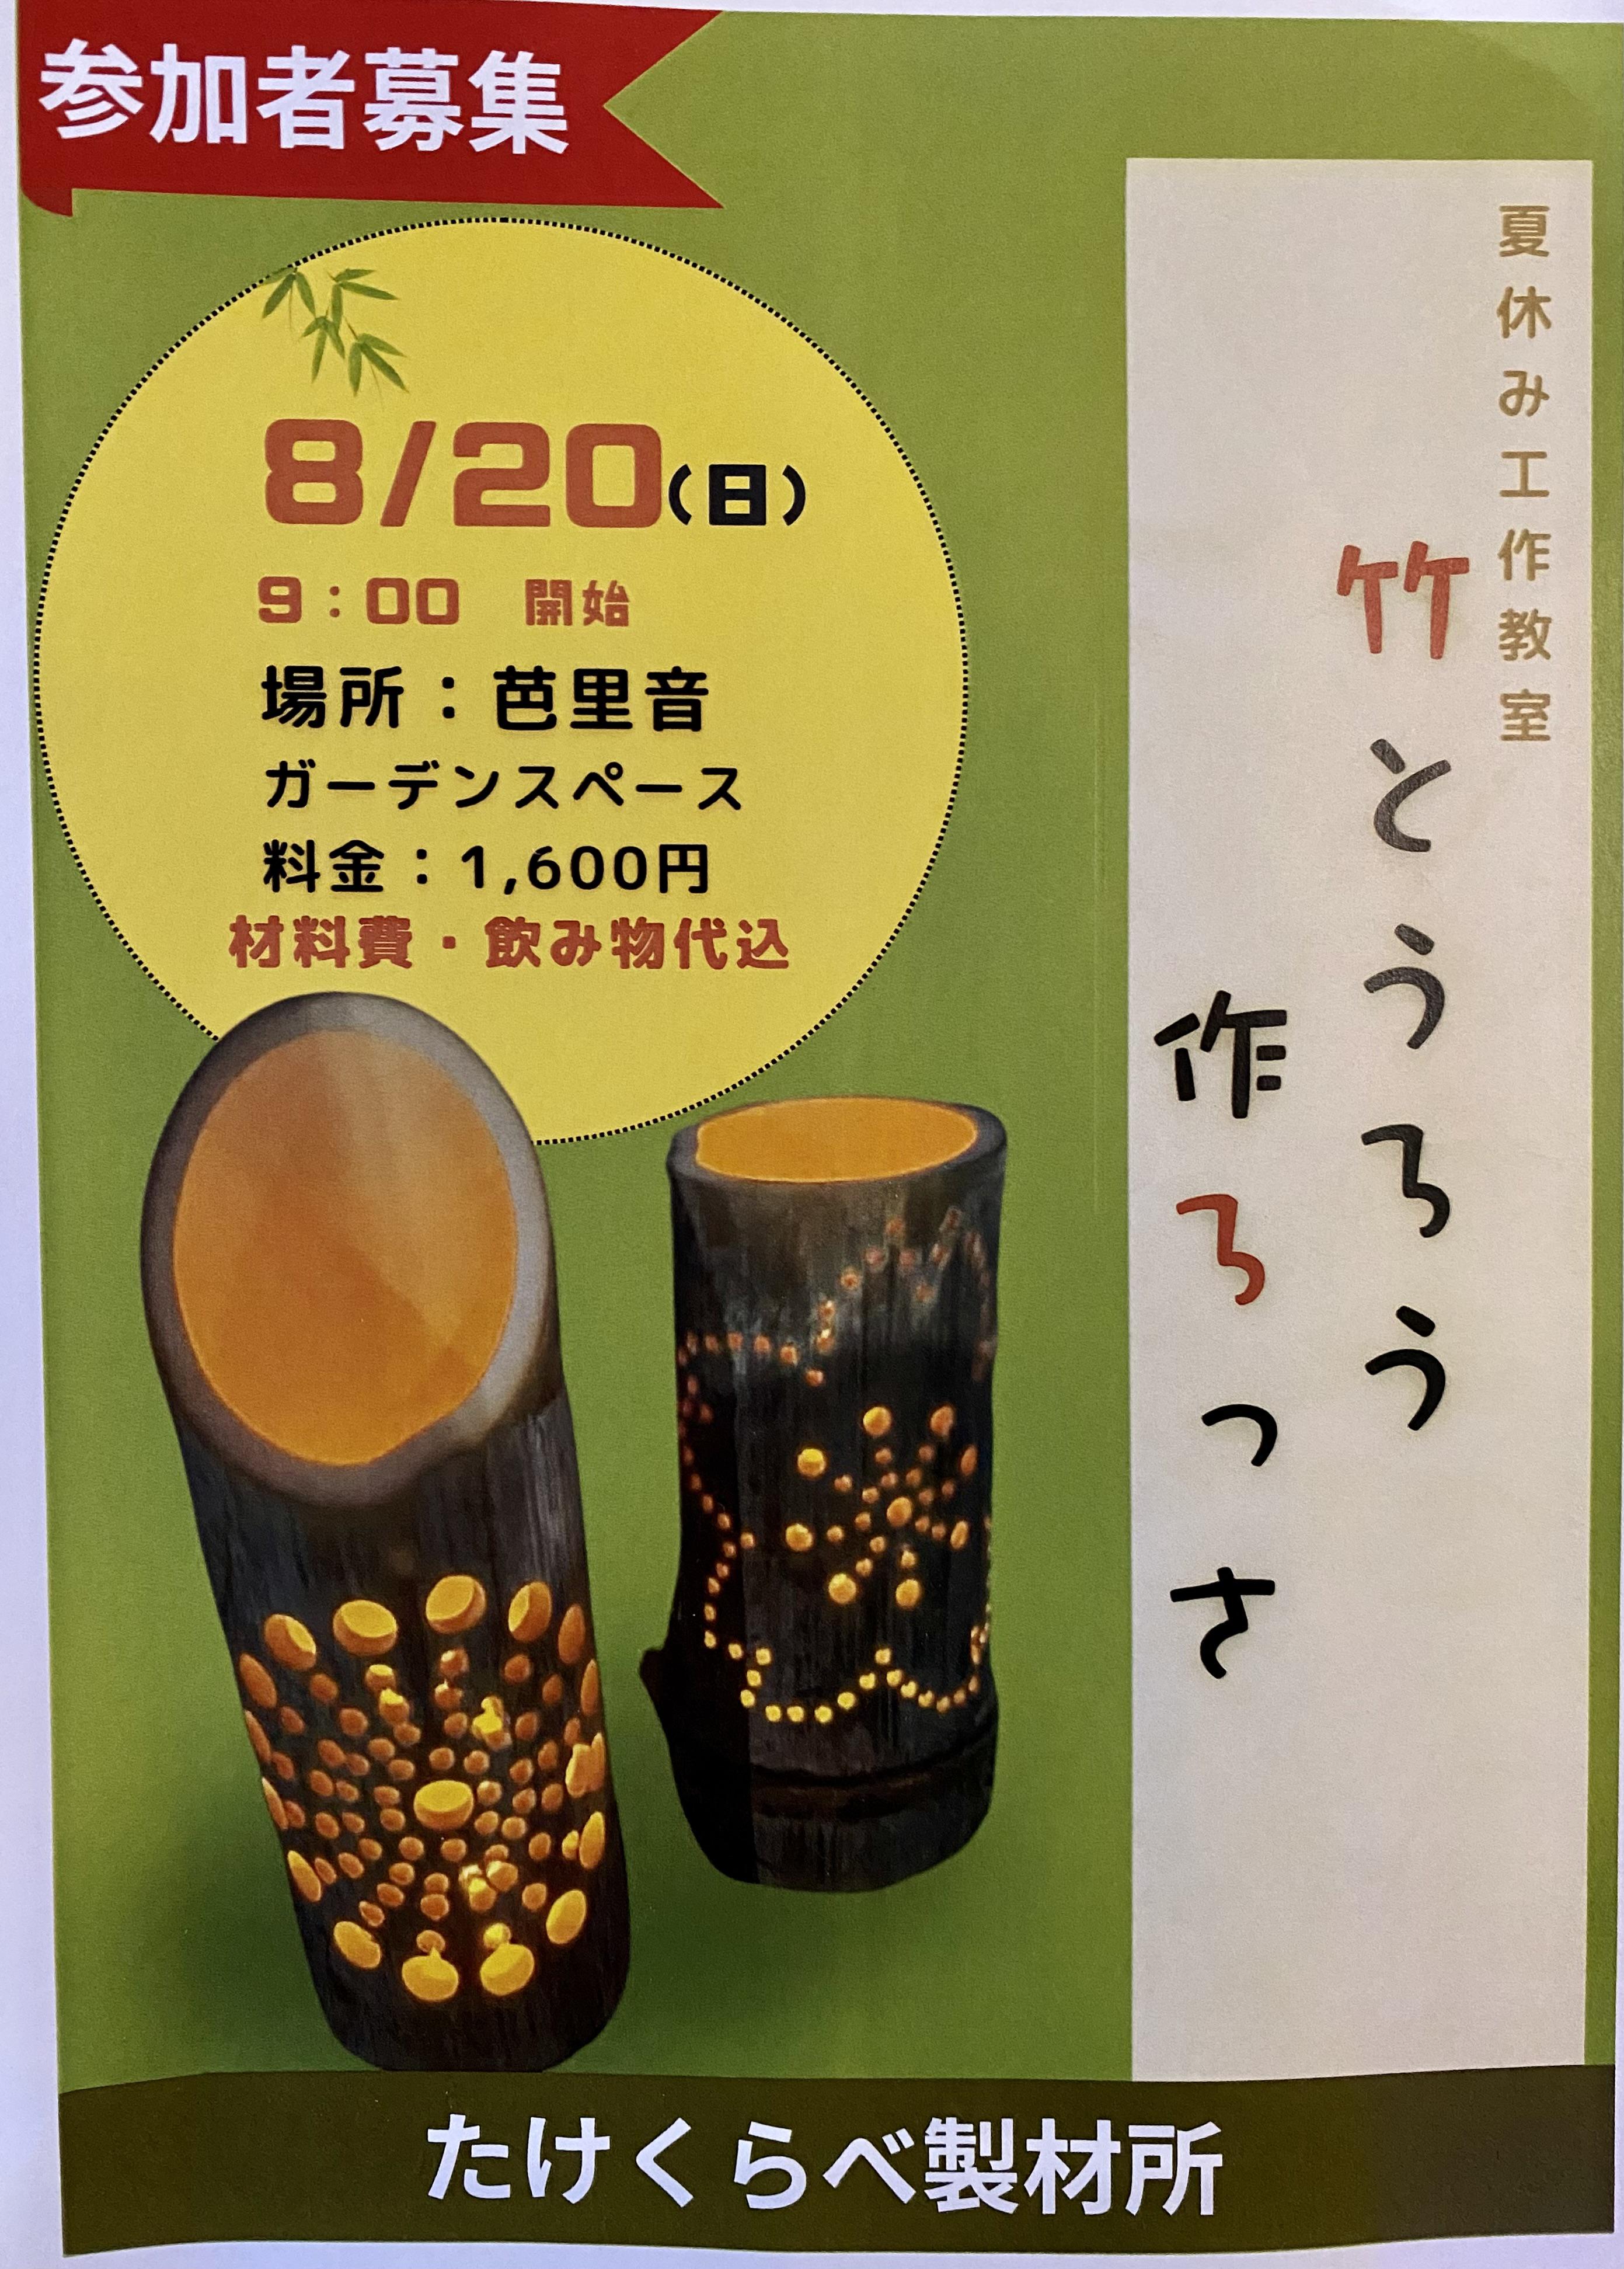 参加者募集
夏休み工作教室
竹とうろう
作ろっさ
8/20(日)
9：00 開始
場所：芭里音
ガーデンスペース
料金：1,600円
材料費・飲み物代込
たけくらべ製材所